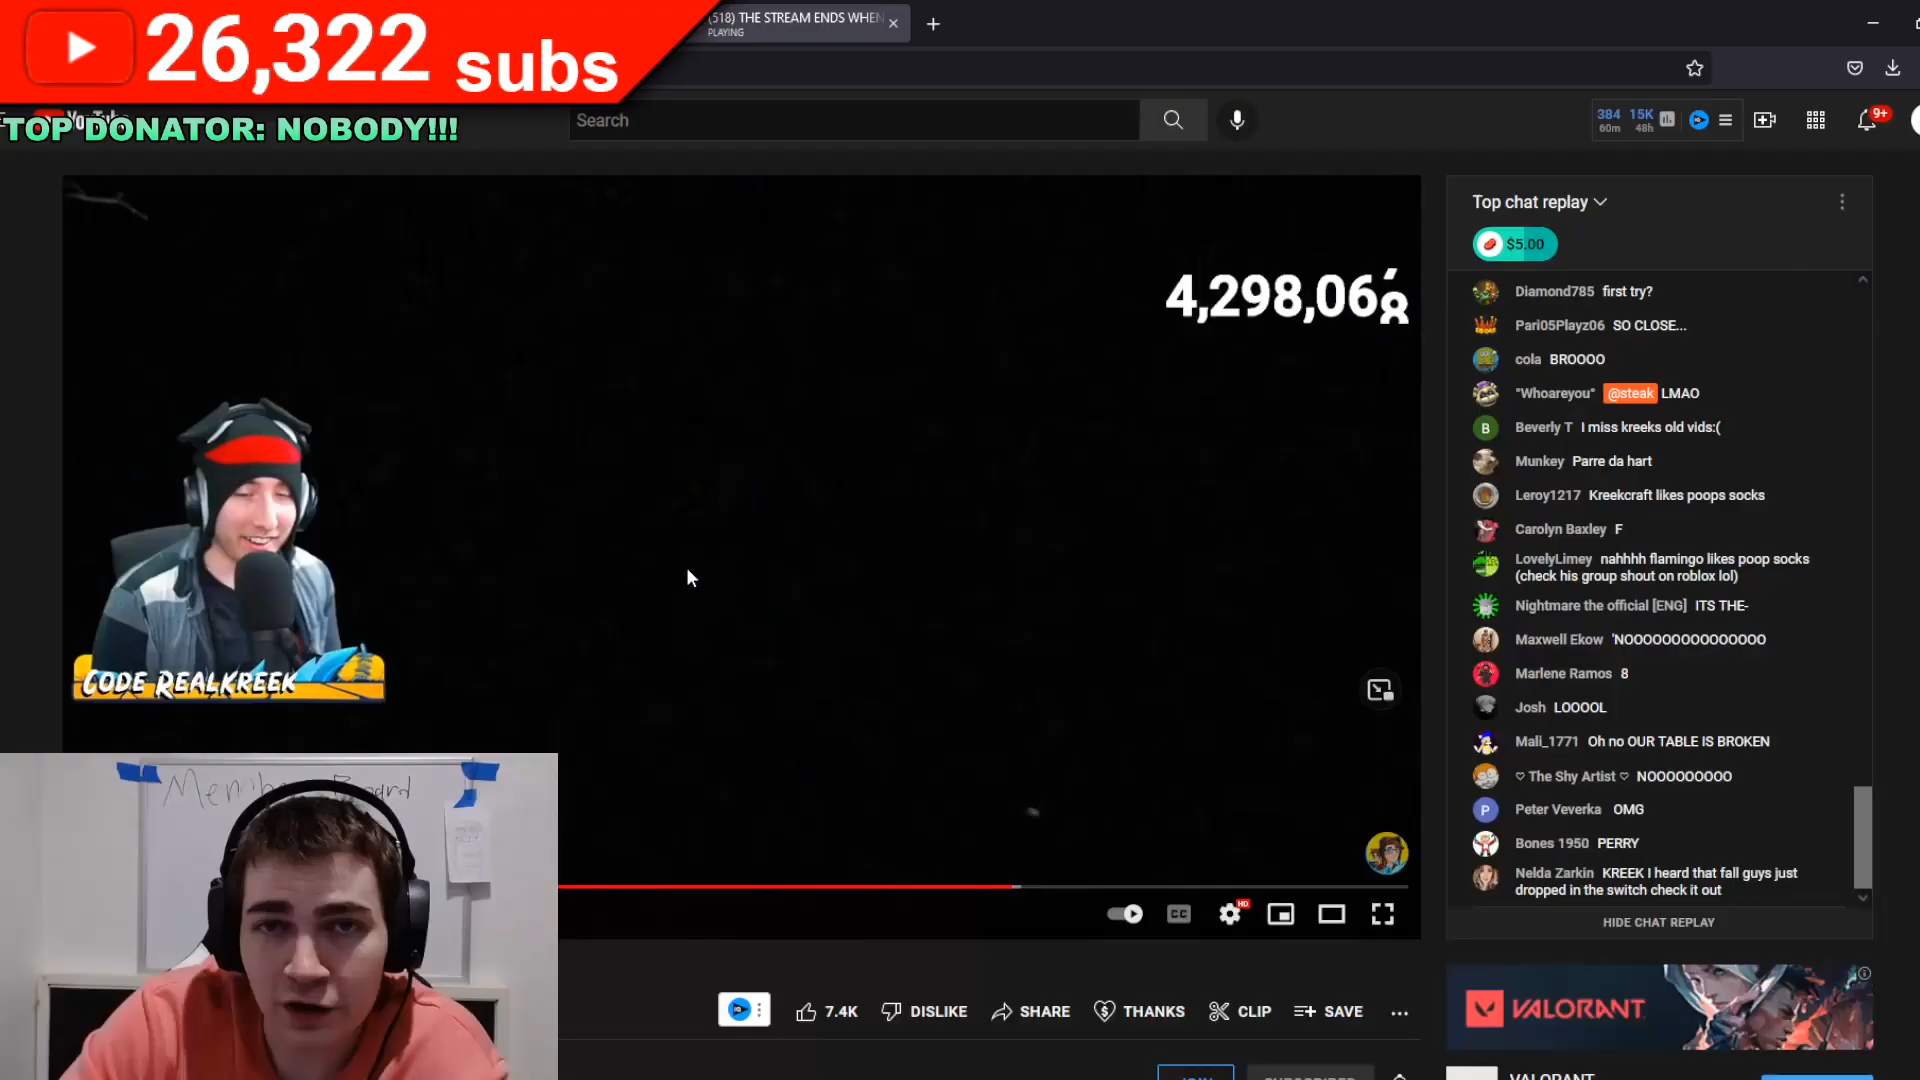 26,322 subs
TOP DONATOR: NOBODY!!!
(518) THE STREAM ENDS WHEN
PLAYING
Search
384 15K
60m 48h
9+
4,298,06
CODE REALKREEK
Top chat replay
$5.00
Diamond785 first try?
Pari05Playz06 SO CLOSE...
cola BROOOO
"Whoareyou" @steak LMAO
B
Beverly T I miss kreeks old vids:(
Munkey Parre da hart
Leroy1217 Kreekcraft likes poops socks
Carolyn Baxley F
LovelyLimey nahhhh flamingo likes poop socks
(check his group shout on roblox lol)
Nightmare the official [ENG] ITS THE-
Maxwell Ekow 'NOOOOOOOOOOOOOOO
Marlene Ramos 8
Josh LOOOOL
Mali_1771 Oh no OUR TABLE IS BROKEN
♡ The Shy Artist ♡ NOOOOOOOOO
P
Peter Veverka OMG
Bones 1950 PERRY
Nelda Zarkin KREEK I heard that fall guys just
dropped in the switch check it out
HIDE CHAT REPLAY
CC
HD
7.4K DISLIKE SHARE THANKS CLIP SAVE
VALORANT
VALORANT